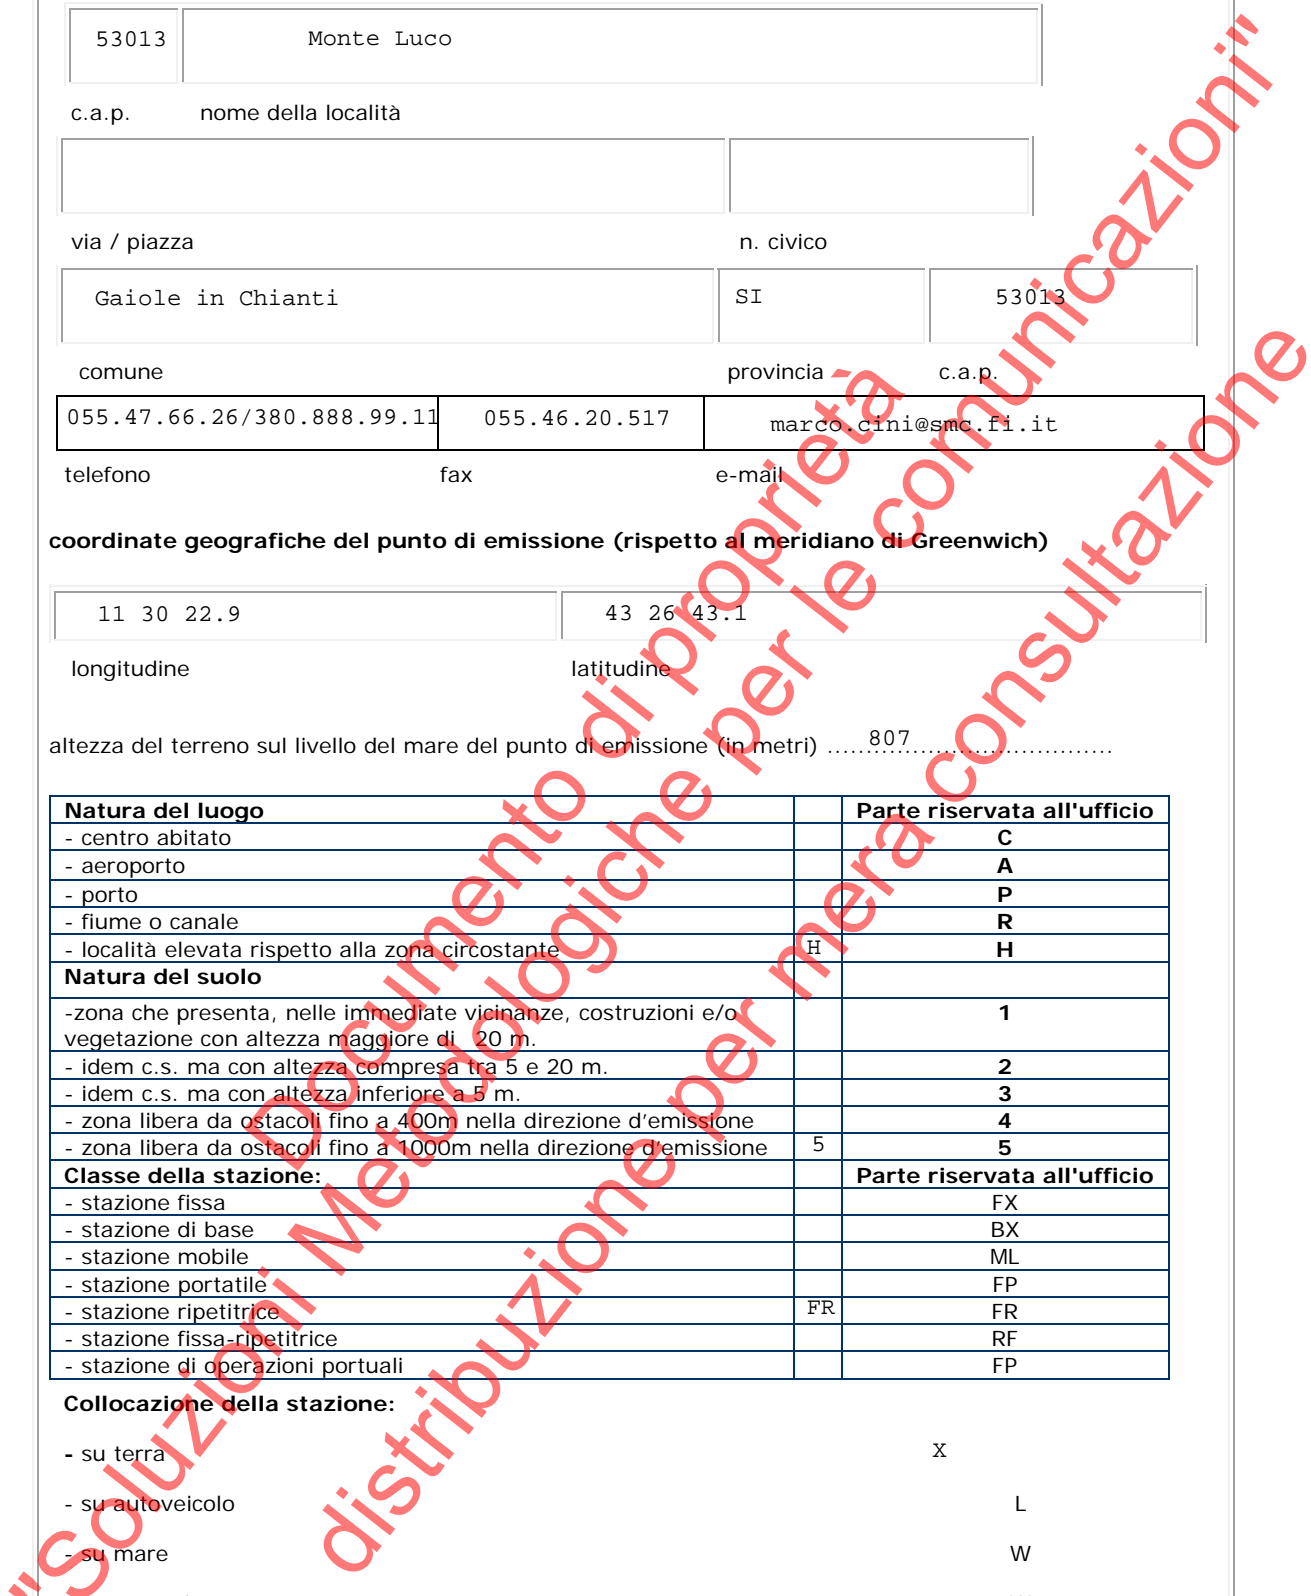 53013 Monte Luco
c.a.p. nome della località
via / piazza n. civico
Gaiole in Chianti SI 53013
comune provincia c.a.p.
055.47.66.26/380.888.99.11 055.46.20.517 marco.cini@smc.fi.it
telefono fax e-mail
coordinate geografiche del punto di emissione (rispetto al meridiano di Greenwich)
11 30 22.9 43 26 43.1
longitudine latitudine
altezza del terreno sul livello del mare del punto di emissione (in metri) .....807..........................
Natura del luogo Parte riservata all'ufficio
- centro abitato C
- aeroporto A
- porto P
- fiume o canale R
- località elevata rispetto alla zona circostante H H
Natura del suolo
-zona che presenta, nelle immediate vicinanze, costruzioni e/o 1
vegetazione con altezza maggiore di 20 m.
- idem c.s. ma con altezza compresa tra 5 e 20 m. 2
- idem c.s. ma con altezza inferiore a 5 m. 3
- zona libera da ostacoli fino a 400m nella direzione d’emissione 4
- zona libera da ostacoli fino a 1000m nella direzione d’emissione 5 5
Classe della stazione: Parte riservata all'ufficio
- stazione fissa FX
- stazione di base BX
- stazione mobile ML
- stazione portatile FP
- stazione ripetitrice FR FR
- stazione fissa-ripetitrice RF
- stazione di operazioni portuali FP
Collocazione della stazione:
- su terra X
- su autoveicolo L
- su mare W
Documento di proprietà
"Soluzioni Metodologiche per le comunicazioni"
distribuzione per mera consultazione